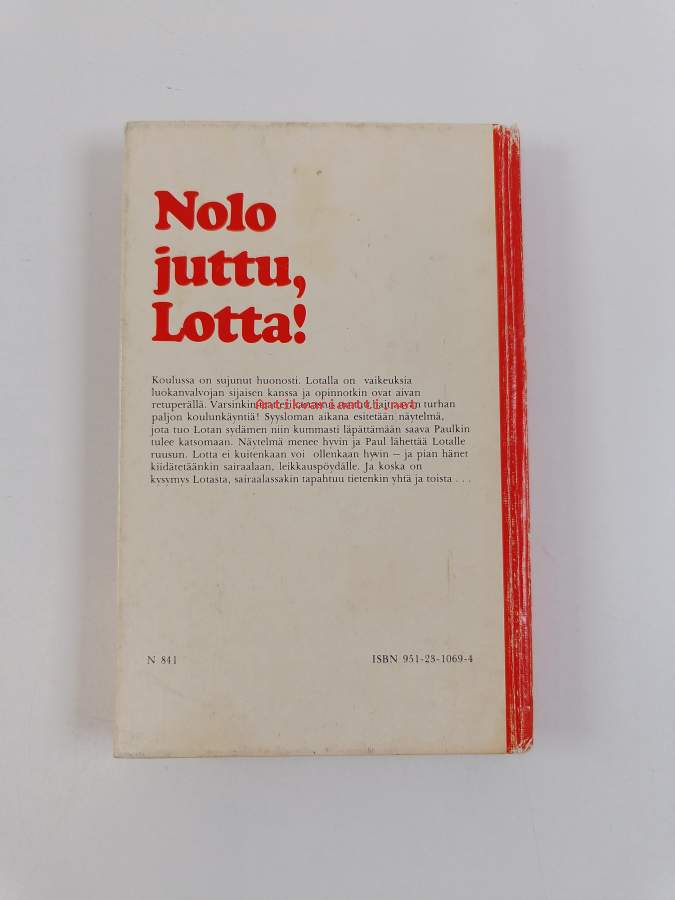 Nolo
juttu,
Lotta!
Koulussa on sujunut huonosti. Lotalla on vaikeuksia
luokanvalvojan sijaisen kanssa ja opinnotkin ovat aivan
retuperällä. Varsinkin
Antikvariaatti.net
turhan
paljon koulunkäyntiä! Syysloman aikana esitetään näytelmä,
jota tuo Lotan sydämen niin kummasti läpättämään saava Paulkin
tulee katsomaan. Näytelmä menee hyvin ja Paul lähettää Lotalle
ruusun. Lotta ei kuitenkaan voi ollenkaan hyvin — ja pian hänet
kiidätetäänkin sairaalaan, leikkauspöydälle. Ja koska on
kysymys Lotasta, sairaalassakin tapahtuu tietenkin yhtä ja toista . . .
N 841
ISBN 951-23-1069-4